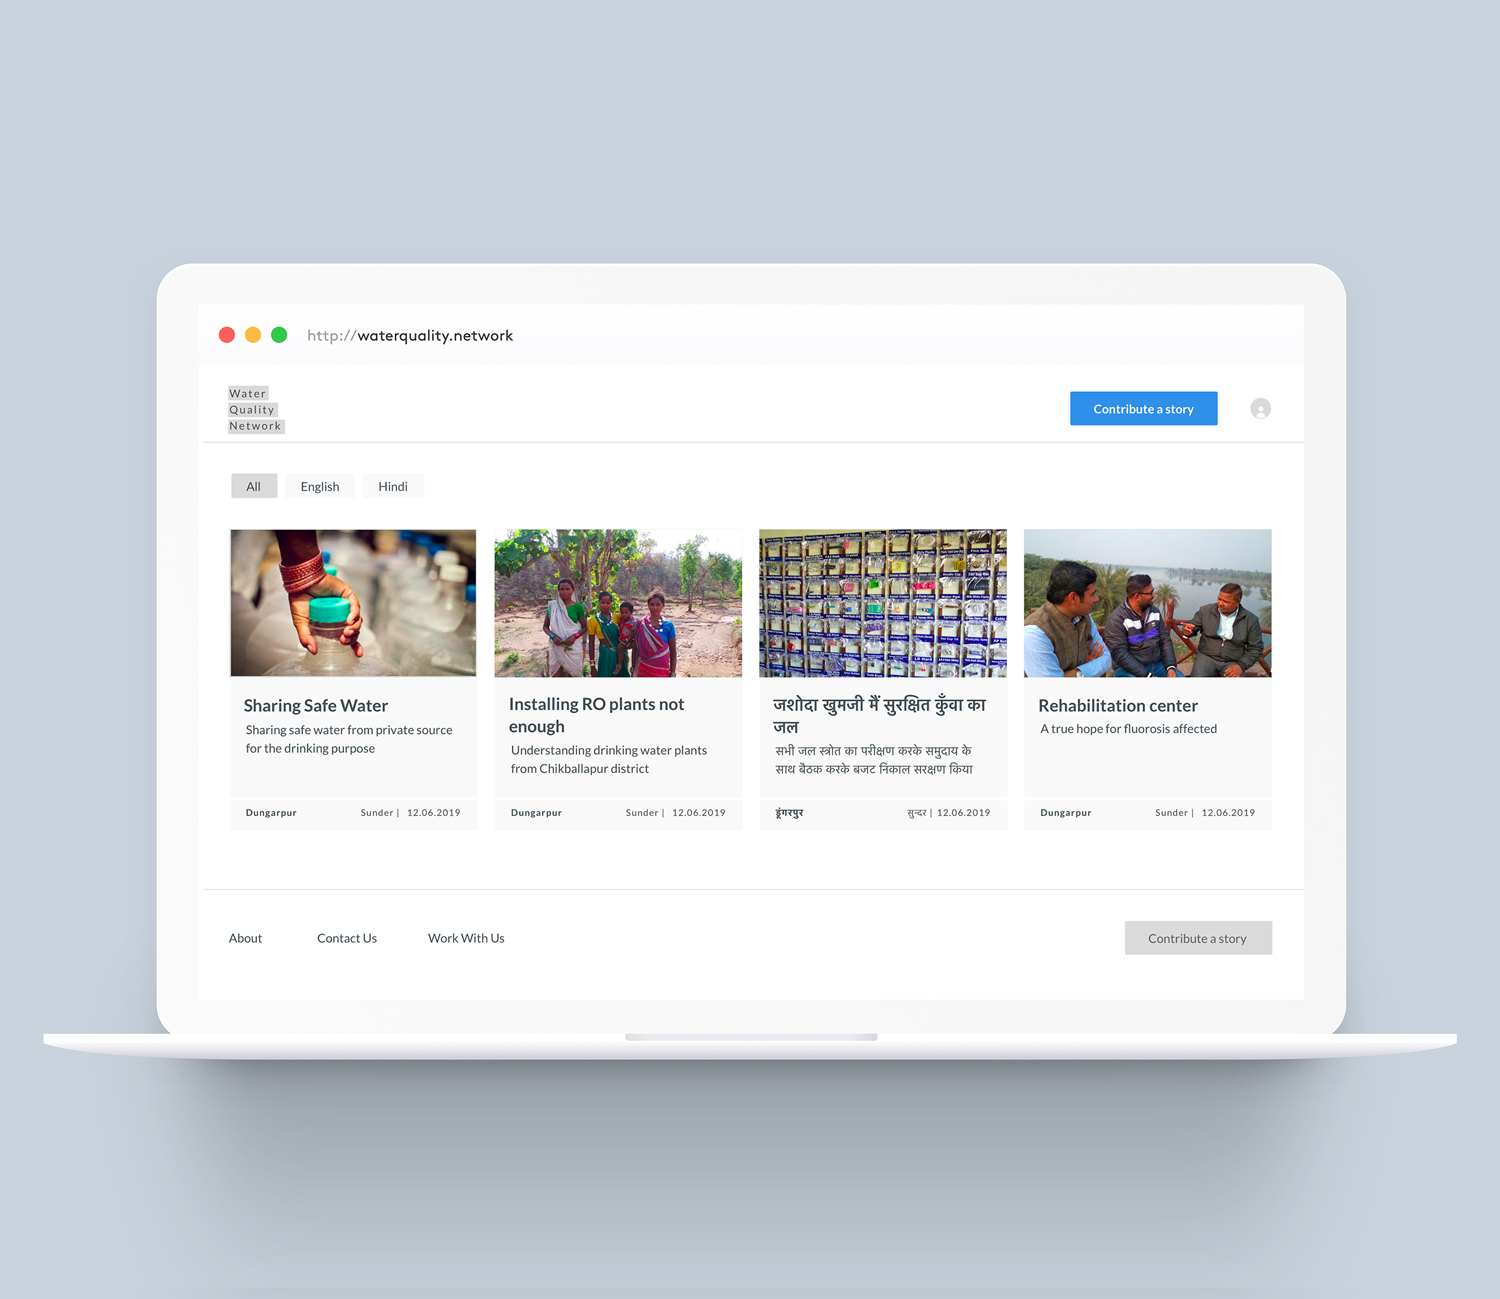 http://waterquality.network
Water
Quality
Network
Contribute a story
All
English
Hindi
Sharing Safe Water
Sharing safe water from private source
for the drinking purpose
Dungarpur
Sunder | 12.06.2019
Installing RO plants not
enough
Understanding drinking water plants
from Chikballapur district
Dungarpur
Sunder | 12.06.2019
जशोदा खुमजी मैं सुरक्षित कुँवा का
जल
सभी जल स्त्रोत का परीक्षण करके समुदाय के
साथ बैठक करके बजट निकाल सरक्षण किया
डूंगरपुर
सुन्दर | 12.06.2019
Rehabilitation center
A true hope for fluorosis affected
Dungarpur
Sunder | 12.06.2019
About
Contact Us
Work With Us
Contribute a story